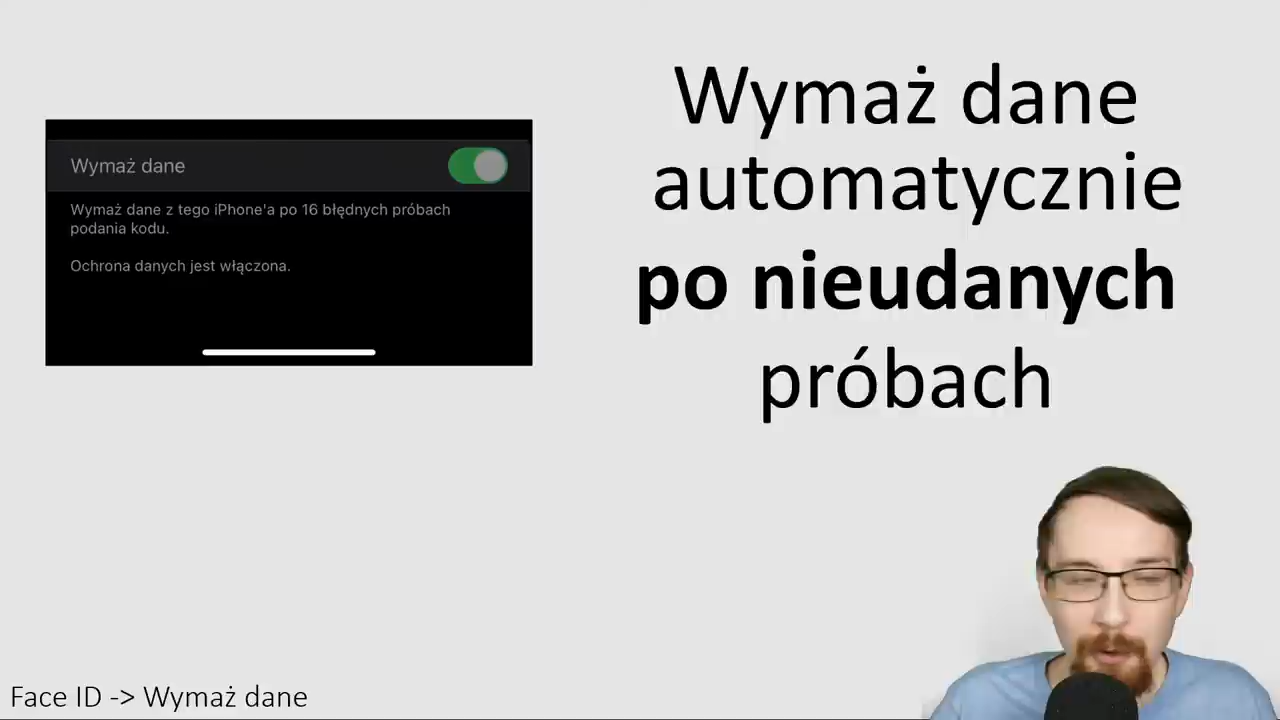 Wymaż dane
Wymaż dane z tego iPhone'a po 16 błędnych próbach
podania kodu.
Ochrona danych jest włączona.
Wymaż dane
automatycznie
po nieudanych
próbach
Face ID -> Wymaż dane